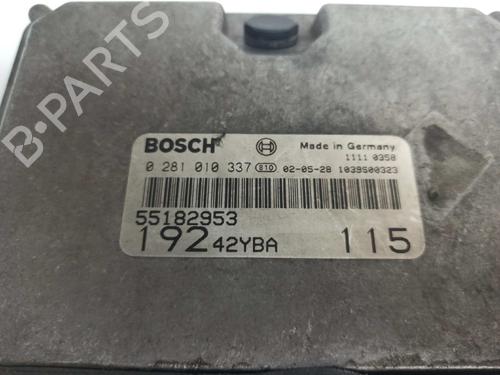 B-PARTS
BOSCH Made in Germany
1111 0358
0 281 010 337 810 02-05-28 1039S00323
55182953
192 42YBA 115